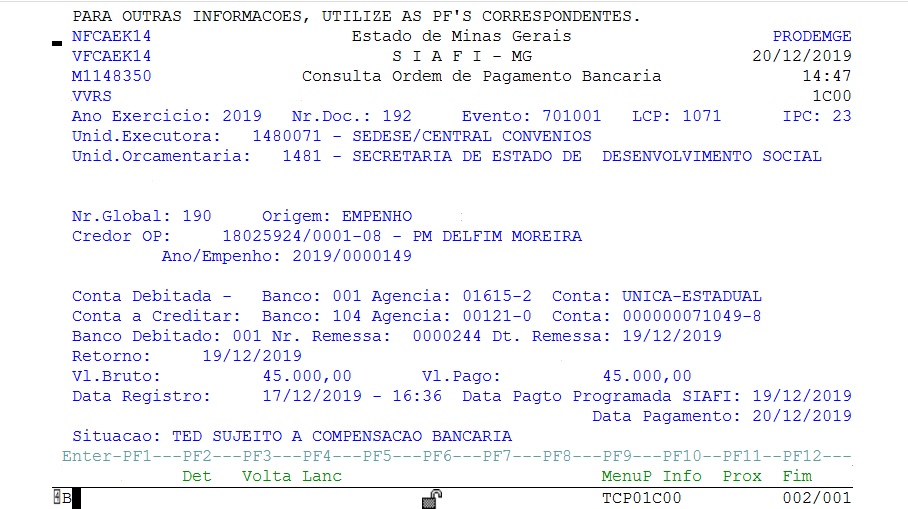 PARA OUTRAS INFORMACOES, UTILIZE AS PF'S CORRESPONDENTES.
NFCAEK14 Estado de Minas Gerais PRODEMGE
VFCAEK14 S I A F I - MG 20/12/2019
M1148350 Consulta Ordem de Pagamento Bancaria 14:47
VVRS 1C00
Ano Exercicio: 2019 Nr.Doc.: 192 Evento: 701001 LCP: 1071 IPC: 23
Unid.Executora: 1480071 - SEDESE/CENTRAL CONVENIOS
Unid.Orcamentaria: 1481 - SECRETARIA DE ESTADO DE DESENVOLVIMENTO SOCIAL
Nr.Global: 190 Origem: EMPENHO
Credor OP: 18025924/0001-08 - PM DELFIM MOREIRA
Ano/Empenho: 2019/0000149
Conta Debitada - Banco: 001 Agencia: 01615-2 Conta: UNICA-ESTADUAL
Conta a Creditar: Banco: 104 Agencia: 00121-0 Conta: 000000071049-8
Banco Debitado: 001 Nr. Remessa: 0000244 Dt. Remessa: 19/12/2019
Retorno: 19/12/2019
Vl.Bruto: 45.000,00 Vl.Pago: 45.000,00
Data Registro: 17/12/2019 - 16:36 Data Pagto Programada SIAFI: 19/12/2019
Data Pagamento: 20/12/2019
Situacao: TED SUJEITO A COMPENSACAO BANCARIA
Enter-PF1---PF2---PF3---PF4---PF5---PF6---PF7---PF8---PF9---PF10--PF11--PF12---
Det Volta Lanc MenuP Info Prox Fim
B TCP01C00 002/001